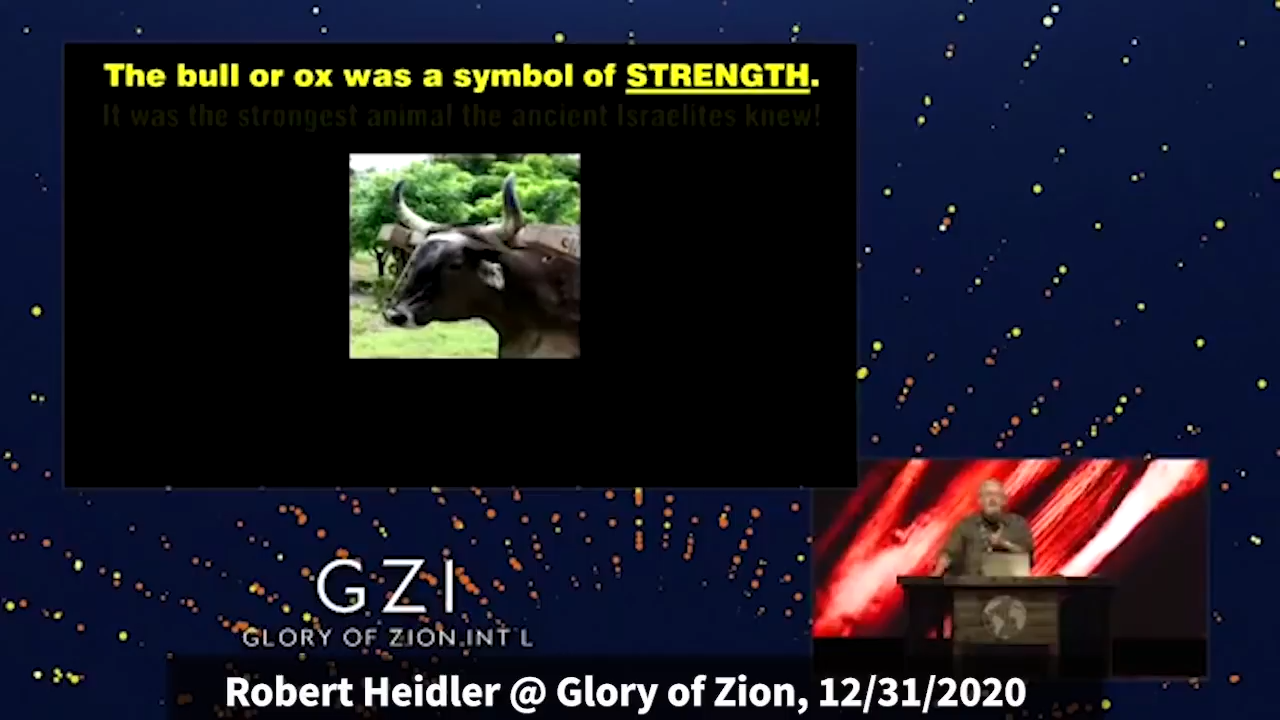 The bull or ox was a symbol of STRENGTH.
It was the strongest animal the ancient Israelites knew!
GZI
GLORY OF ZION INT'L
Robert Heidler @ Glory of Zion, 12/31/2020